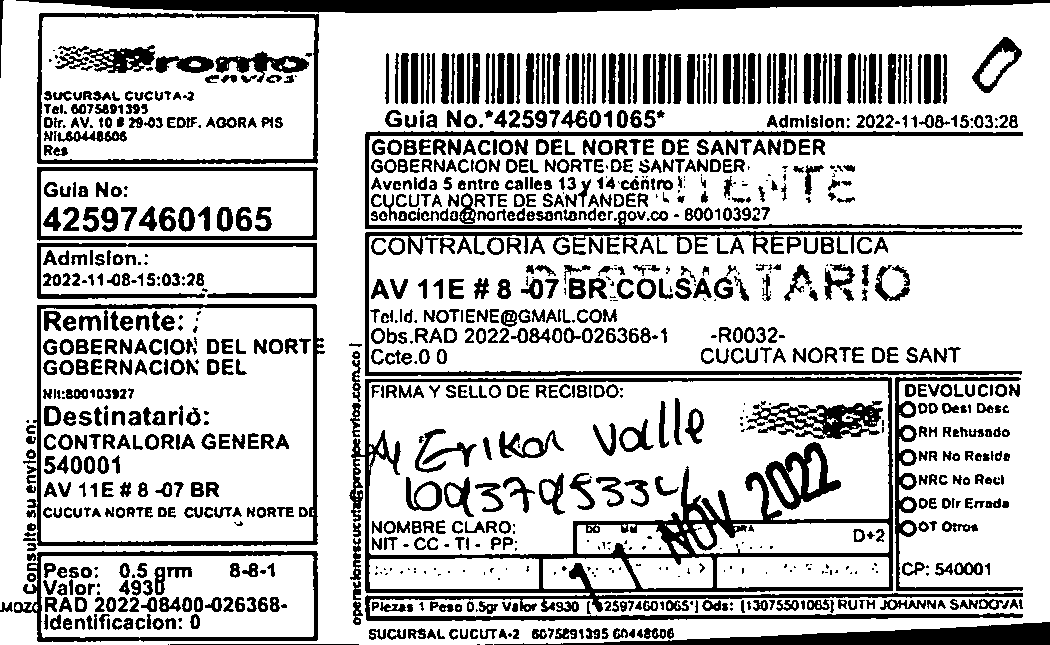 Pronto
envios
SUCURSAL CUCUTA-2
Tel. 6075891395
Dir. AV. 10 # 29-03 EDIF. AGORA PIS
Nit.60448606
Res
Guia No:
425974601065
Admision.:
2022-11-08-15:03:28
Remitente:
GOBERNACION DEL NORTE
GOBERNACION DEL
Nit:800103927
Destinatario:
CONTRALORIA GENERA
540001
AV 11E # 8 -07 BR
CUCUTA NORTE DE CUCUTA NORTE DE
Peso: 0.5 grm 8-8-1
Valor: 4930
RAD 2022-08400-026368-
Identificacion: 0
Consulte su envio en:
operacionescucuta@prontoenvios.com.co
Guia No.*425974601065*
Admision: 2022-11-08-15:03:28
GOBERNACION DEL NORTE DE SANTANDER
GOBERNACION DEL NORTE DE SANTANDER
Avenida 5 entre calles 13 y 14 centro
CUCUTA NORTE DE SANTANDER
sehacienda@nortedesantander.gov.co - 800103927
CONTRALORIA GENERAL DE LA REPUBLICA
DESTINATARIO
AV 11E # 8 -07 BR COLSAG
Tel.Id. NOTIENE@GMAIL.COM
Obs.RAD 2022-08400-026368-1 -R0032-
Ccte.0 0 CUCUTA NORTE DE SANT
FIRMA Y SELLO DE RECIBIDO:
Erika Valle
11 NOV 2022
NOMBRE CLARO:
NIT - CC - TI - PP:
DD MM
D+2
DEVOLUCION
DD Dest Desc
RH Rehusado
NR No Reside
NRC No Recl
DE Dir Errada
OT Otros
CP: 540001
Piezas 1 Peso 0.5gr Valor $4930 [*425974601065*] Ods: [13075501065] RUTH JOHANNA SANDOVAL
SUCURSAL CUCUTA-2 6075891395 60448606